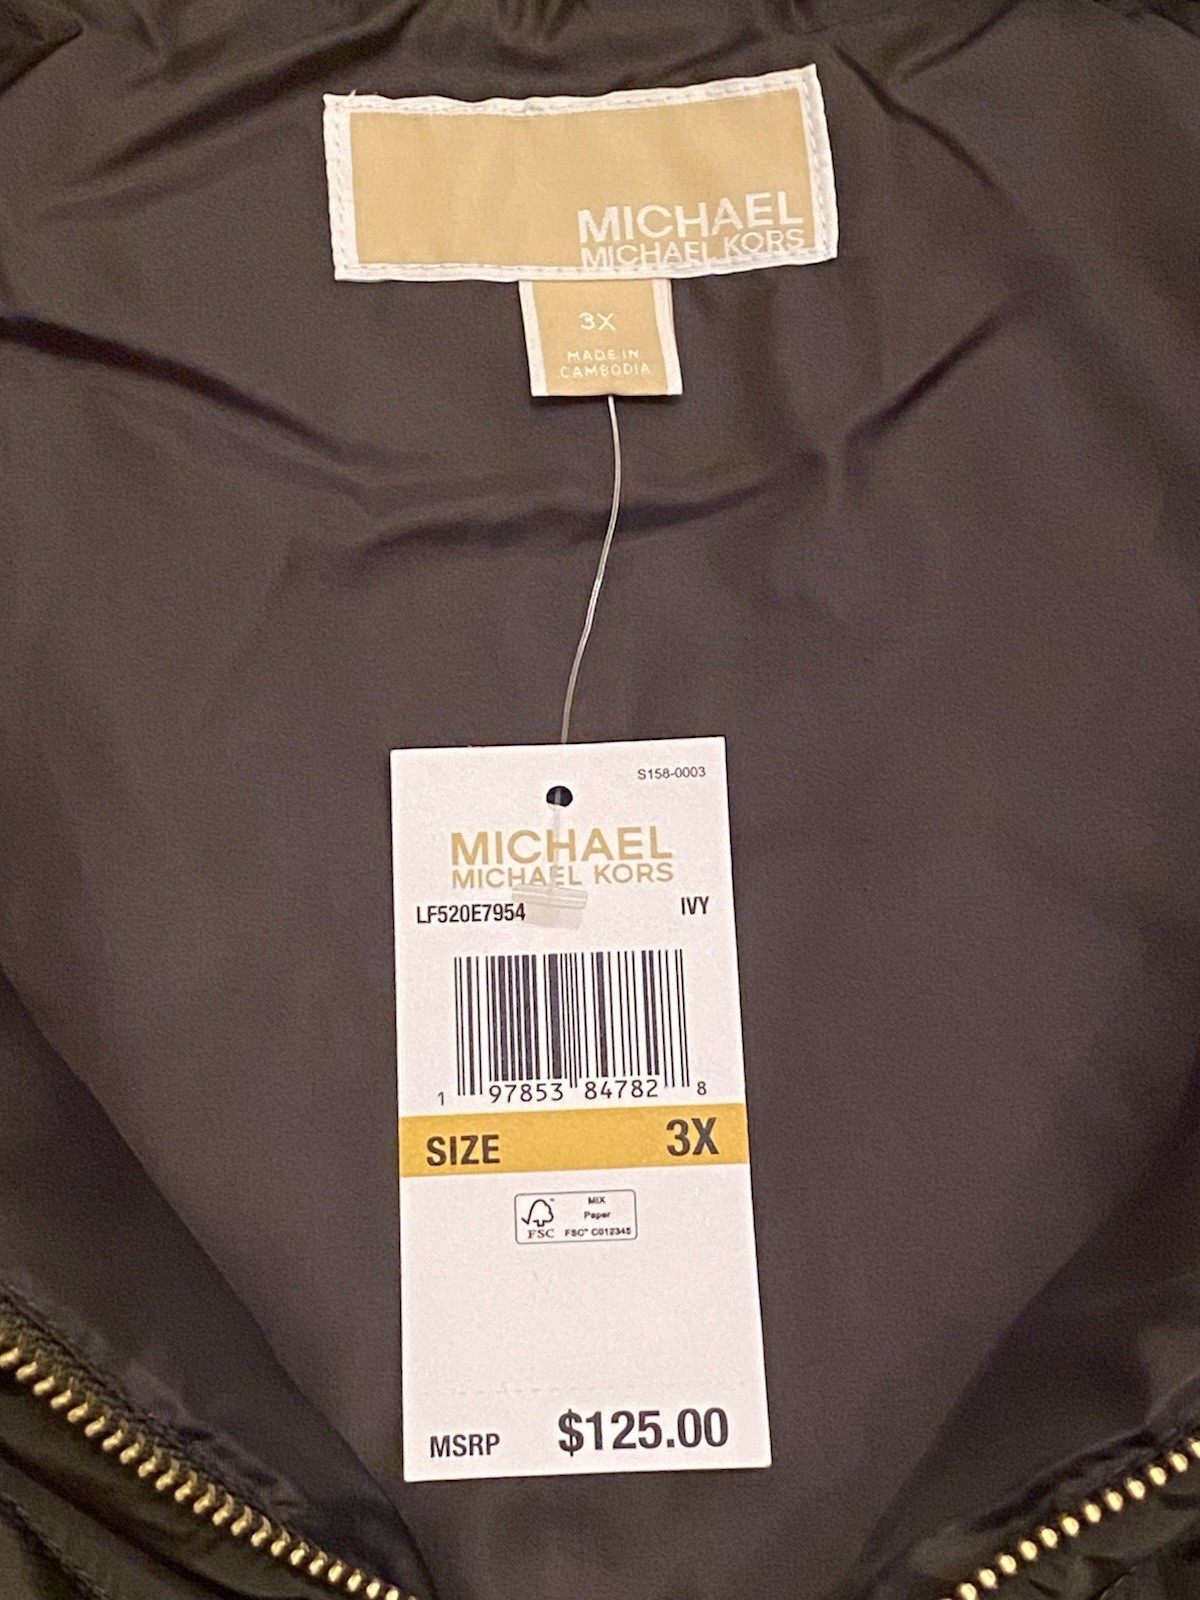 MICHAEL
MICHAEL KORS
3X
MADE IN
CAMBODIA
S158-0003
MICHAEL
MICHAEL KORS
LF520E7954 IVY
1 97853 84782 8
SIZE 3X
MIX
Paper
FSC FSC™ C012345
MSRP $125.00